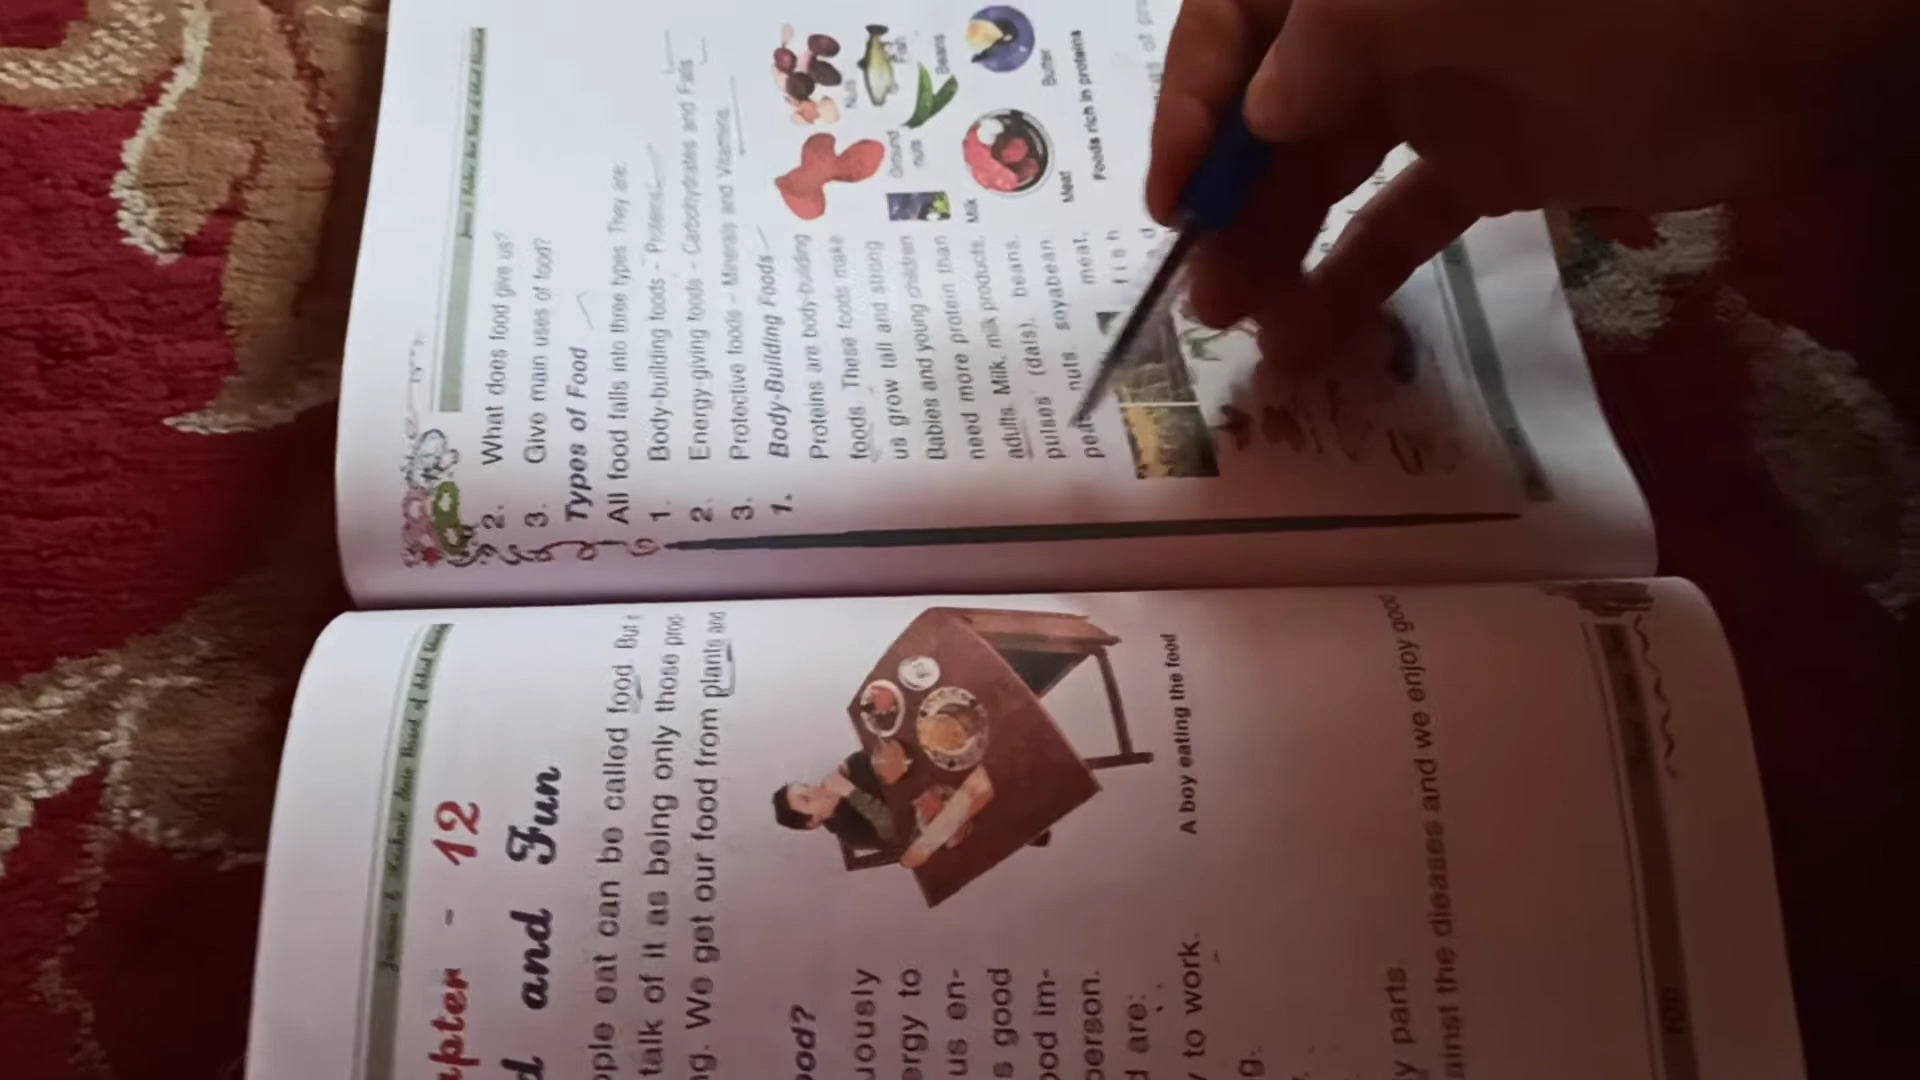 apter - 12
d and Fun
ople eat can be called food But
talk of it as being only those prod
ng. We get our food from plants and
ood?
uously
ergy to
us en-
s good
ood im-
person.
d are:
y to work.
g.
A boy eating the food
y parts.
ainst the dieases and we enjoy good
2. What does food give us?
3. Give main uses of food?
Types of Food
All food falls into three types. They are:
1. Body-building foods - Proteins
2. Energy-giving foods - Carbohydrates and Fats
3. Protective foods - Minerals and Vitamins
1. Body-Building Foods
Proteins are body-building
foods. These foods make
us grow tall and strong
Babies and young children
need more protein than
adults. Milk, milk products,
pulses (dals), beans,
nuts, soyabean,
meat,
fish
Nuts
Fish
Ground nuts
Beans
Milk
Meat
Butter
Foods rich in proteins